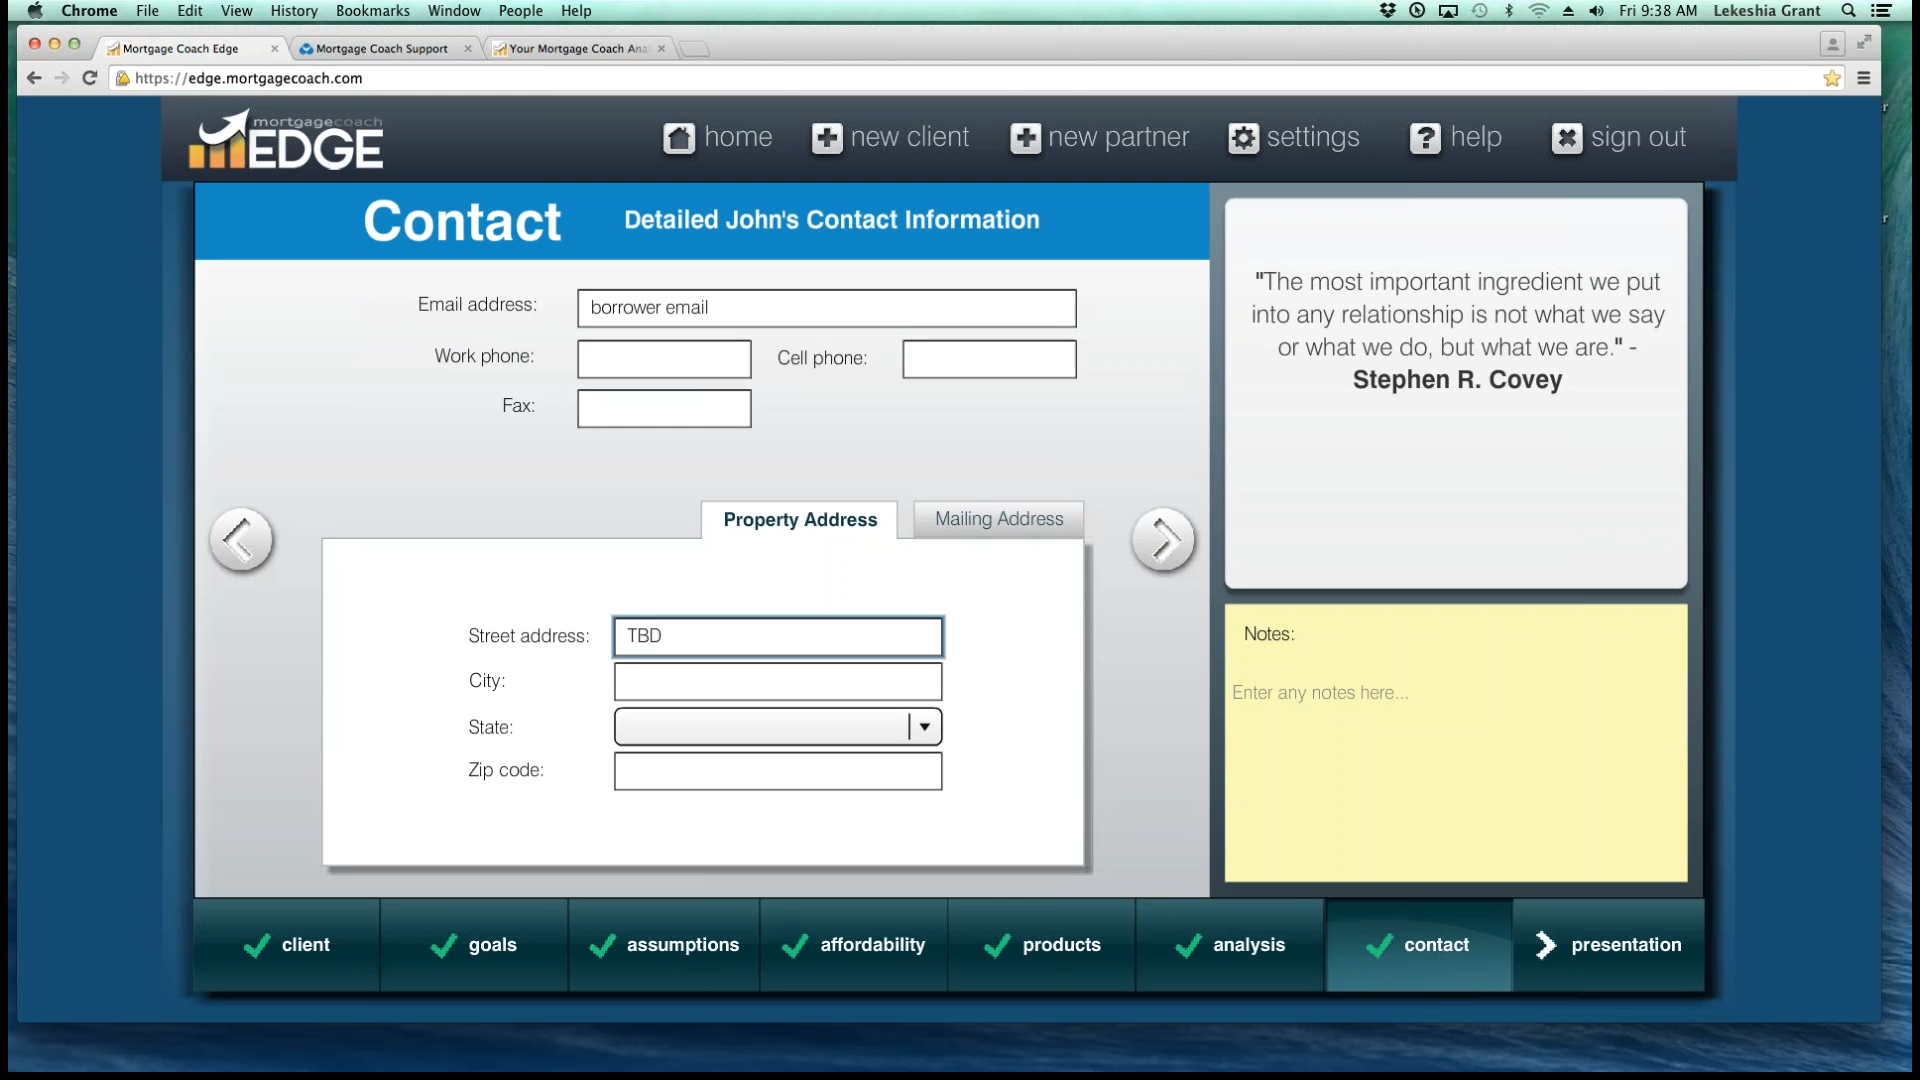 Chrome File Edit View History Bookmarks Window People Help Fri 9:38 AM Lekeshia Grant
Mortgage Coach Edge Mortgage Coach Support Your Mortgage Coach Ana
https://edge.mortgagecoach.com
mortgagecoach
EDGE
home new client new partner settings help sign out
Contact Detailed John's Contact Information
Email address: borrower email
Work phone: Cell phone:
Fax:
Property Address Mailing Address
Street address: TBD
City:
State:
Zip code:
"The most important ingredient we put
into any relationship is not what we say
or what we do, but what we are." -
Stephen R. Covey
Notes:
Enter any notes here...
client goals assumptions affordability products analysis contact presentation